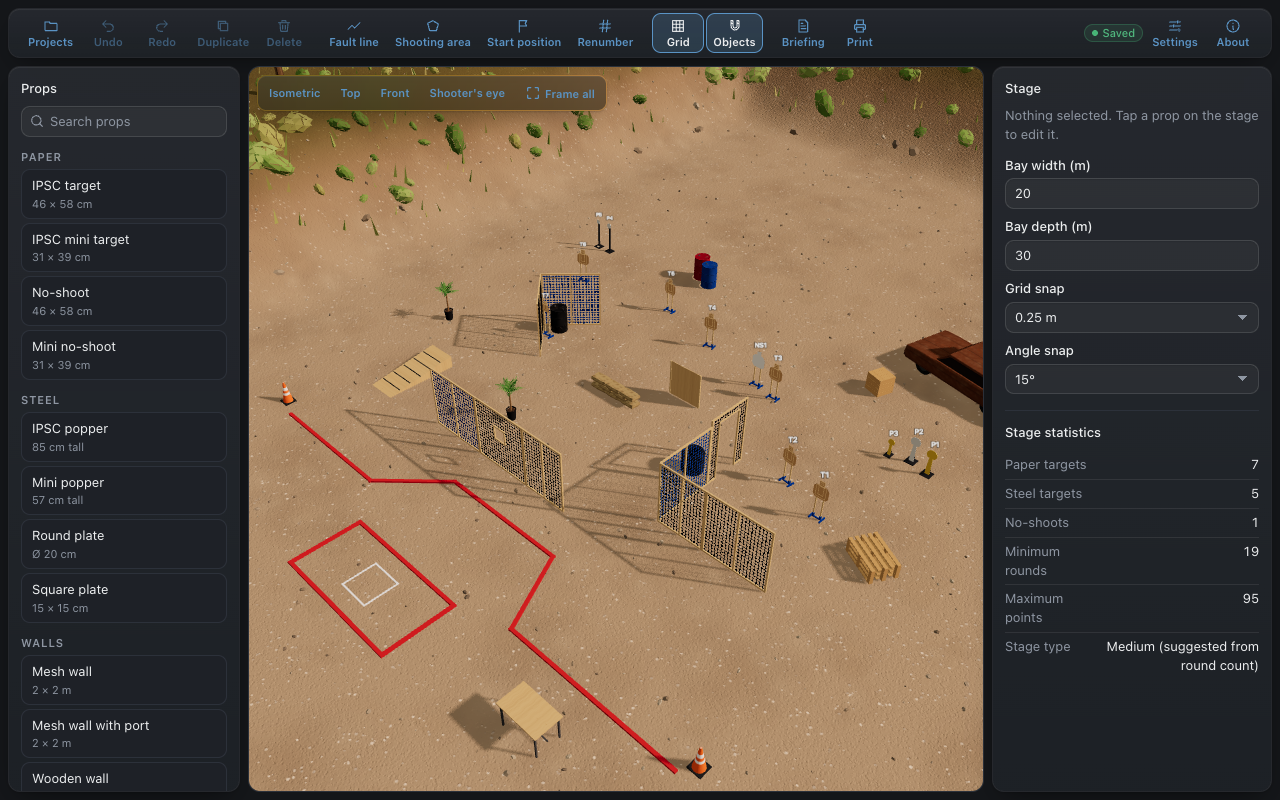 Projects
Undo
Redo
Duplicate
Delete
Fault line
Shooting area
Start position
Renumber
Grid
Objects
Briefing
Print
Saved
Settings
About
Props
Search props
PAPER
IPSC target
46 × 58 cm
IPSC mini target
31 × 39 cm
No-shoot
46 × 58 cm
Mini no-shoot
31 × 39 cm
STEEL
IPSC popper
85 cm tall
Mini popper
57 cm tall
Round plate
Ø 20 cm
Square plate
15 × 15 cm
WALLS
Mesh wall
2 × 2 m
Mesh wall with port
2 × 2 m
Wooden wall
Isometric
Top
Front
Shooter's eye
Frame all
T6
T4
NS1
T3
T2
T1
P3
P2
P1
Stage
Nothing selected. Tap a prop on the stage
to edit it.
Bay width (m)
20
Bay depth (m)
30
Grid snap
0.25 m
Angle snap
15°
Stage statistics
Paper targets 7
Steel targets 5
No-shoots 1
Minimum 19
rounds
Maximum 95
points
Stage type Medium (suggested from
round count)